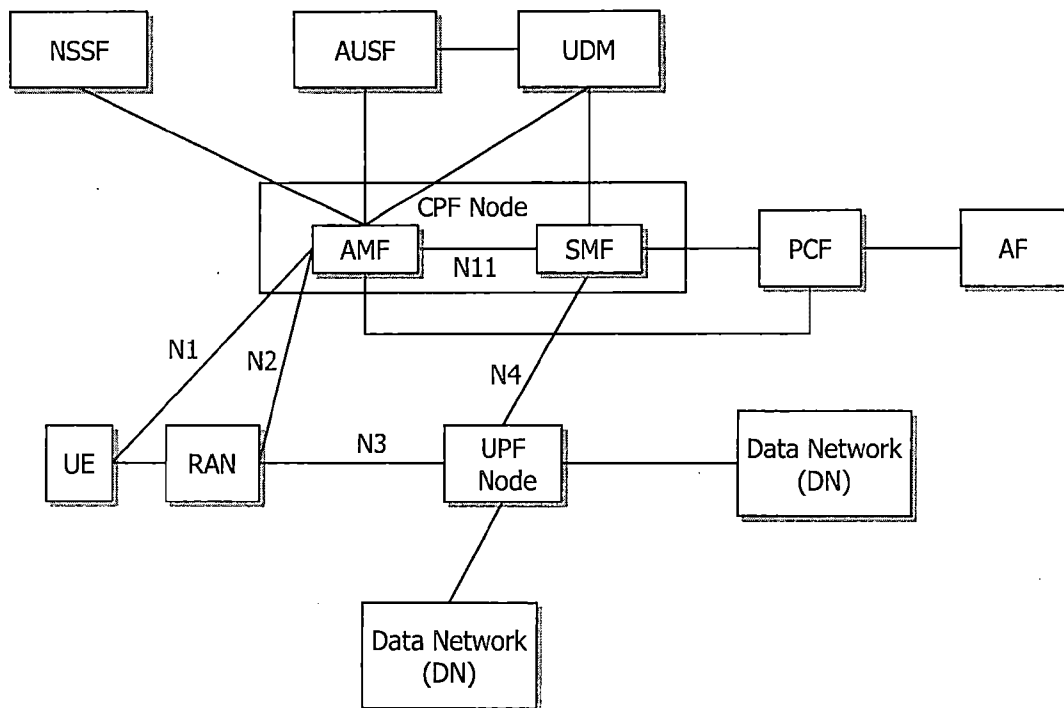 NSSF
AUSF
UDM
CPF Node
AMF
N11
SMF
PCF
AF
N1
N2
N4
UE
RAN
N3
UPF
Node
Data Network
(DN)
Data Network
(DN)